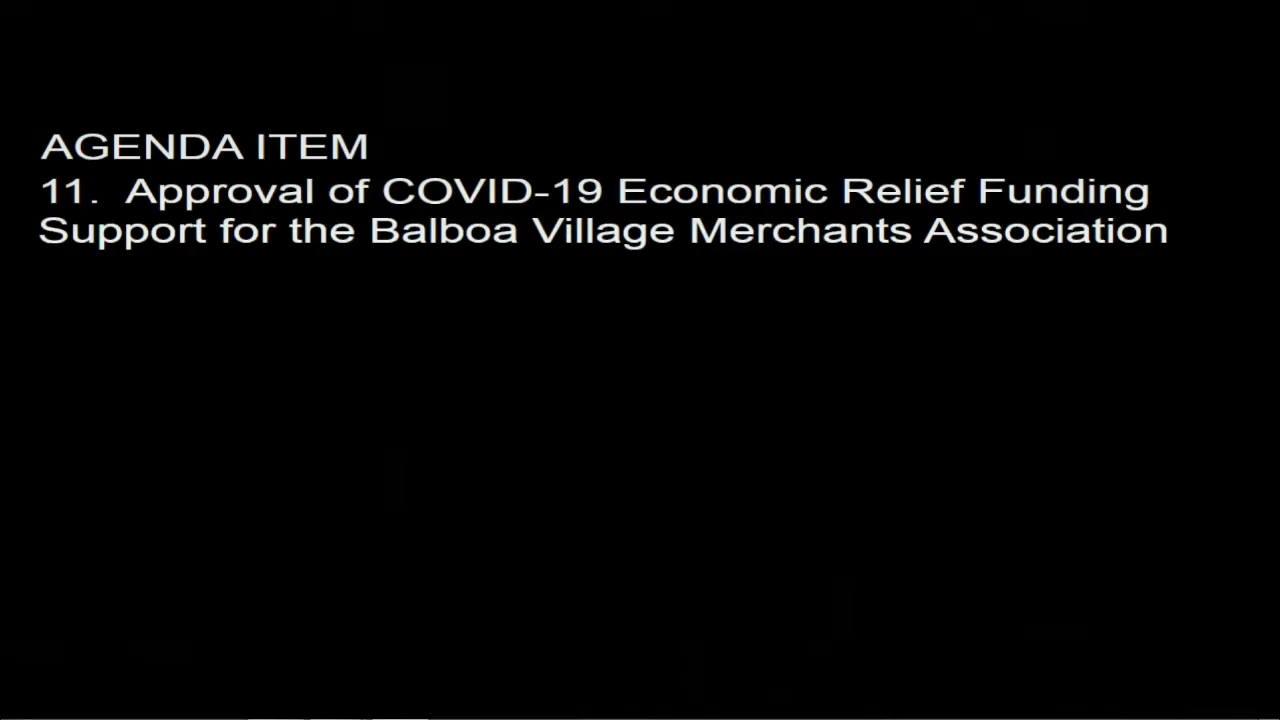 AGENDA ITEM
11. Approval of COVID-19 Economic Relief Funding
Support for the Balboa Village Merchants Association